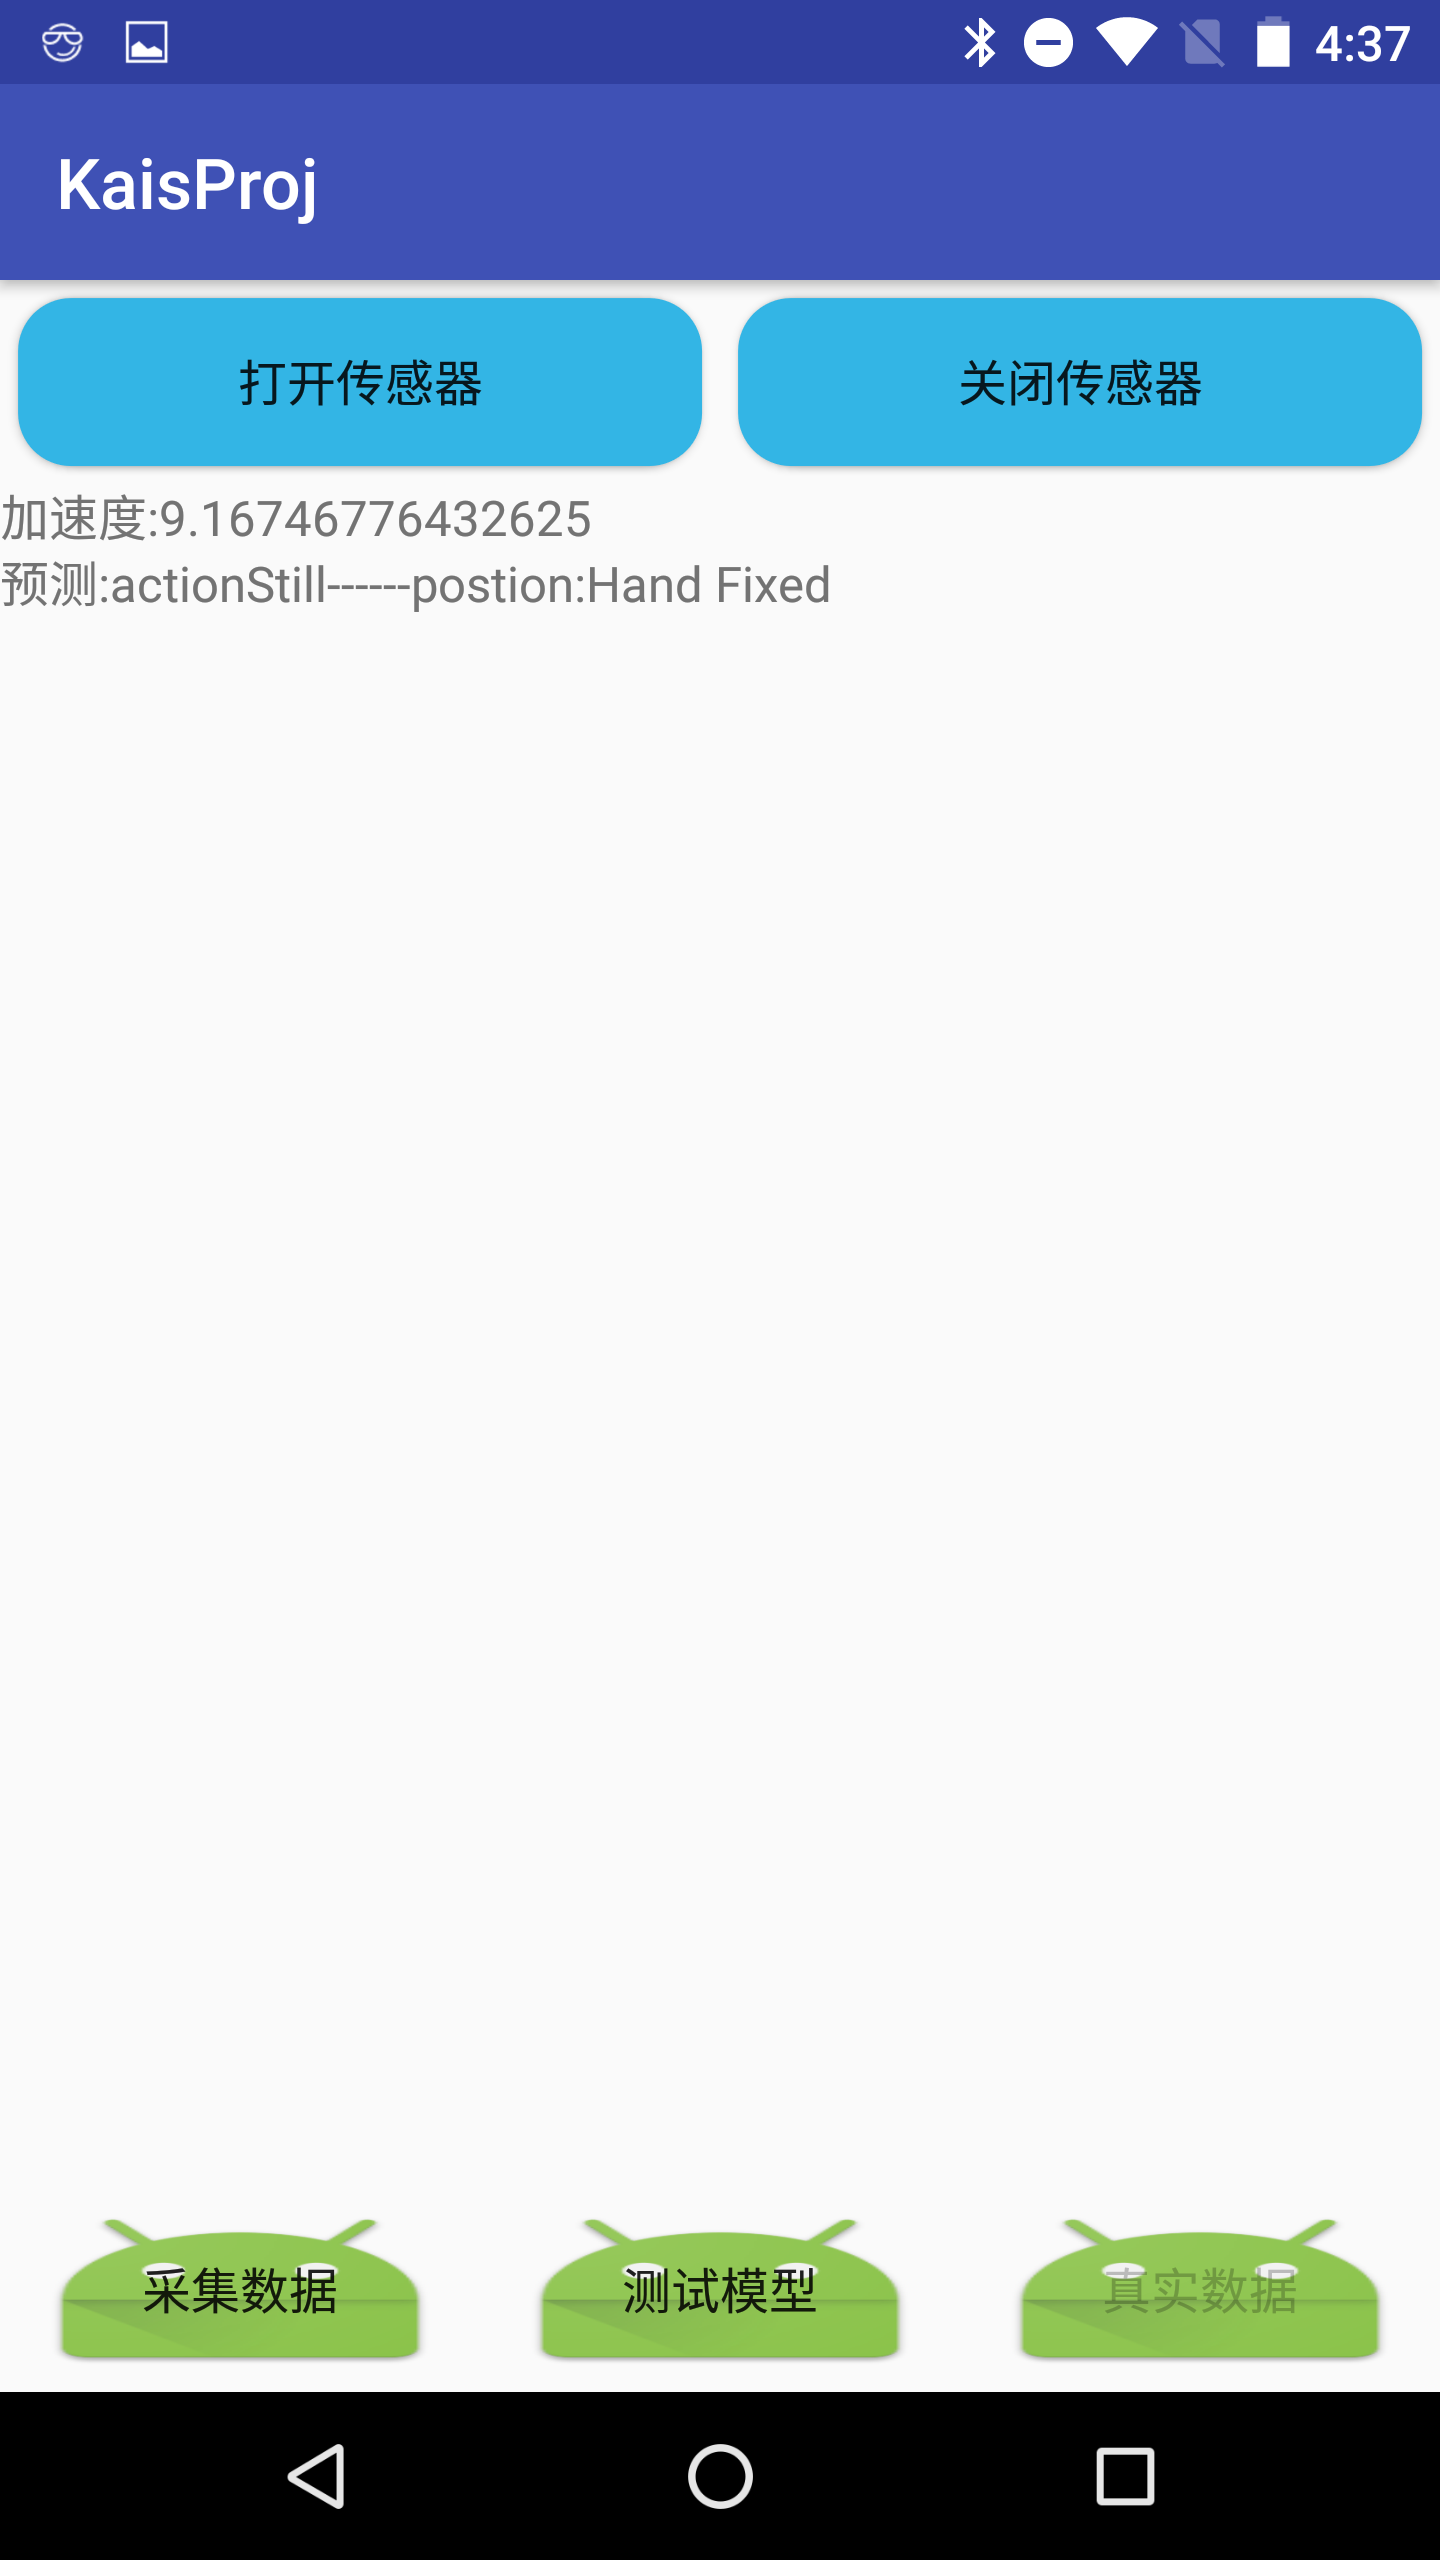 4:37
KaisProj
打开传感器
关闭传感器
加速度:9.16746776432625
预测:actionStill------postion:Hand Fixed
采集数据
测试模型
真实数据